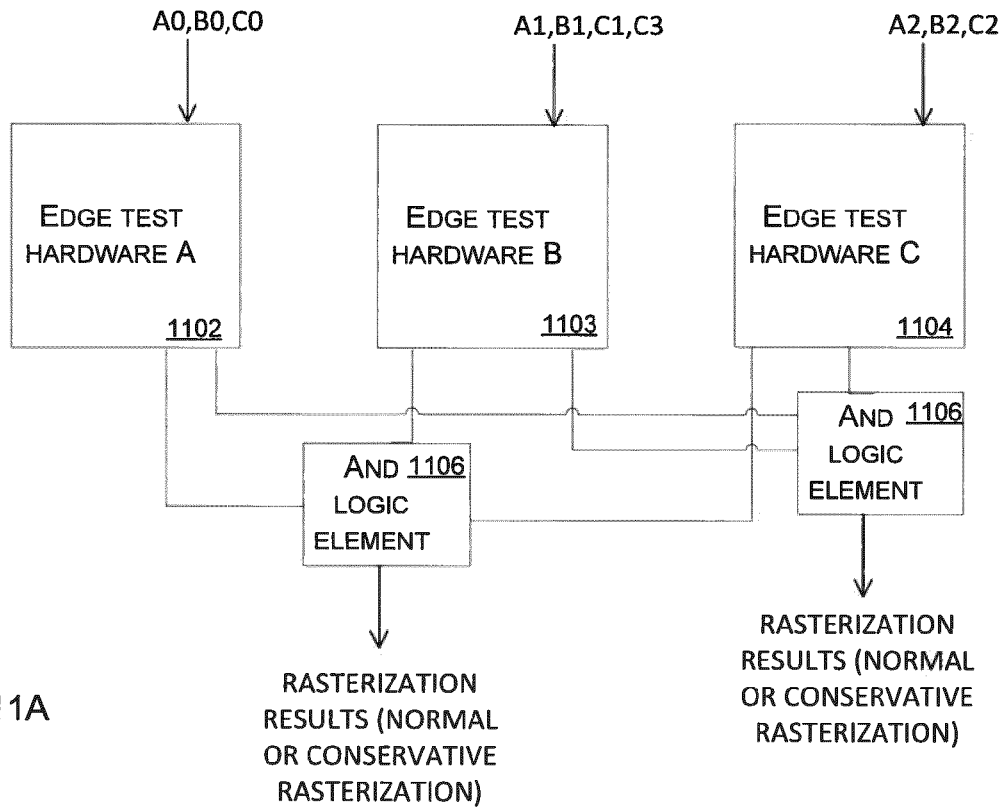 A0,B0,C0
A1,B1,C1,C3
A2,B2,C2
EDGE TEST
HARDWARE A
1102
EDGE TEST
HARDWARE B
1103
EDGE TEST
HARDWARE C
1104
AND 1106
LOGIC
ELEMENT
AND 1106
LOGIC
ELEMENT
RASTERIZATION
RESULTS (NORMAL
OR CONSERVATIVE
RASTERIZATION)
RASTERIZATION
RESULTS (NORMAL
OR CONSERVATIVE
RASTERIZATION)
1A